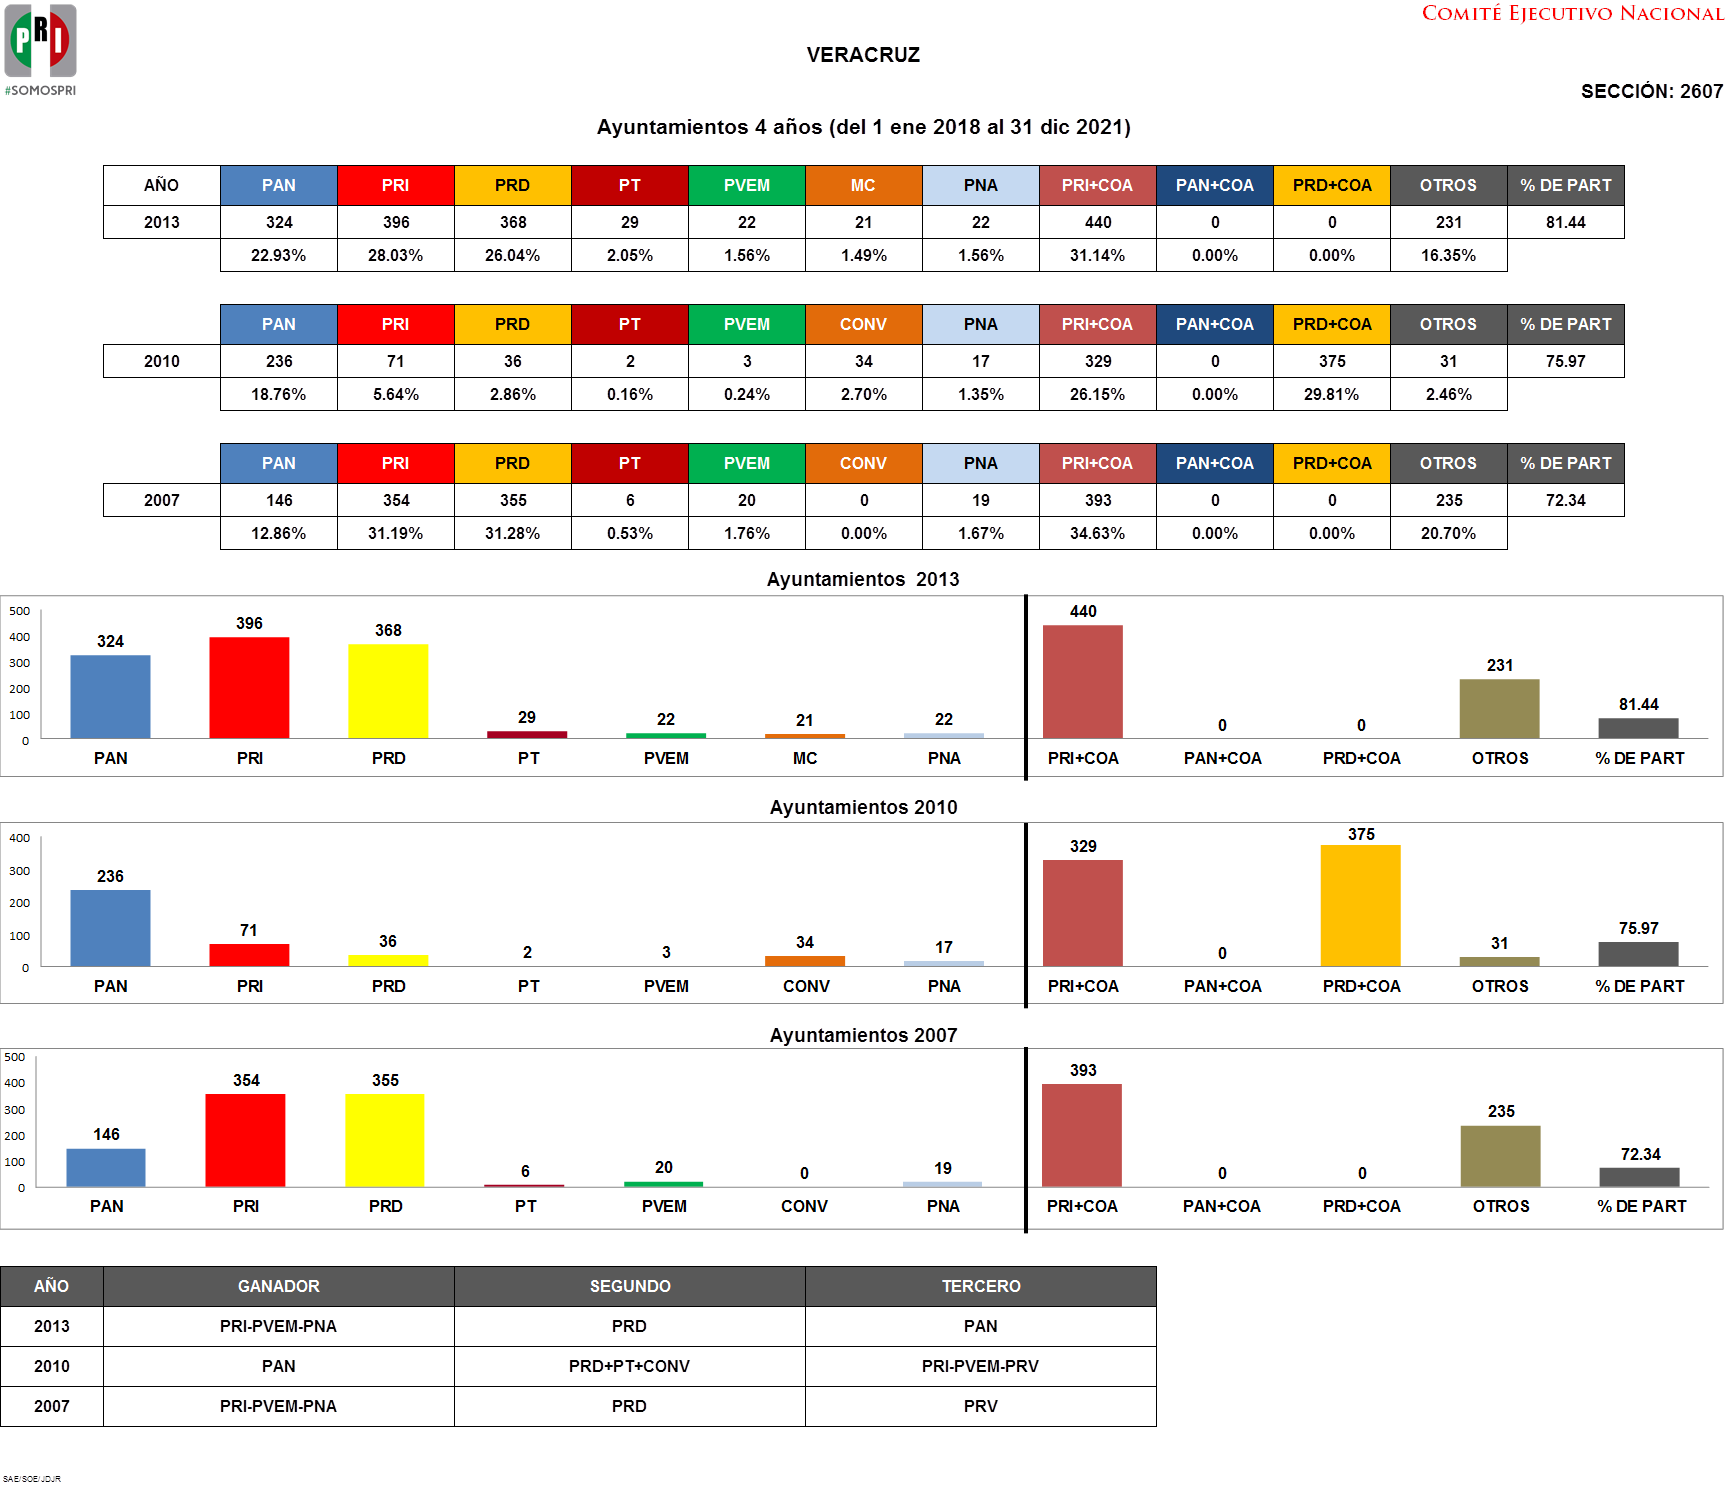 PRI
#SOMOSPRI
COMITÉ EJECUTIVO NACIONAL
VERACRUZ
SECCIÓN: 2607
Ayuntamientos 4 años (del 1 ene 2018 al 31 dic 2021)
AÑO PAN PRI PRD PT PVEM MC PNA PRI+COA PAN+COA PRD+COA OTROS % DE PART
2013 324 396 368 29 22 21 22 440 0 0 231 81.44
22.93% 28.03% 26.04% 2.05% 1.56% 1.49% 1.56% 31.14% 0.00% 0.00% 16.35%
PAN PRI PRD PT PVEM CONV PNA PRI+COA PAN+COA PRD+COA OTROS % DE PART
2010 236 71 36 2 3 34 17 329 0 375 31 75.97
18.76% 5.64% 2.86% 0.16% 0.24% 2.70% 1.35% 26.15% 0.00% 29.81% 2.46%
PAN PRI PRD PT PVEM CONV PNA PRI+COA PAN+COA PRD+COA OTROS % DE PART
2007 146 354 355 6 20 0 19 393 0 0 235 72.34
12.86% 31.19% 31.28% 0.53% 1.76% 0.00% 1.67% 34.63% 0.00% 0.00% 20.70%
Ayuntamientos 2013
500
400
300
200
100
0
324 396 368 29 22 21 22 440 0 0 231 81.44
PAN PRI PRD PT PVEM MC PNA PRI+COA PAN+COA PRD+COA OTROS % DE PART
Ayuntamientos 2010
400
300
200
100
0
236 71 36 2 3 34 17 329 0 375 31 75.97
PAN PRI PRD PT PVEM CONV PNA PRI+COA PAN+COA PRD+COA OTROS % DE PART
Ayuntamientos 2007
500
400
300
200
100
0
146 354 355 6 20 0 19 393 0 0 235 72.34
PAN PRI PRD PT PVEM CONV PNA PRI+COA PAN+COA PRD+COA OTROS % DE PART
AÑO GANADOR SEGUNDO TERCERO
2013 PRI-PVEM-PNA PRD PAN
2010 PAN PRD+PT+CONV PRI-PVEM-PRV
2007 PRI-PVEM-PNA PRD PRV
SAE/SOE/JDJR